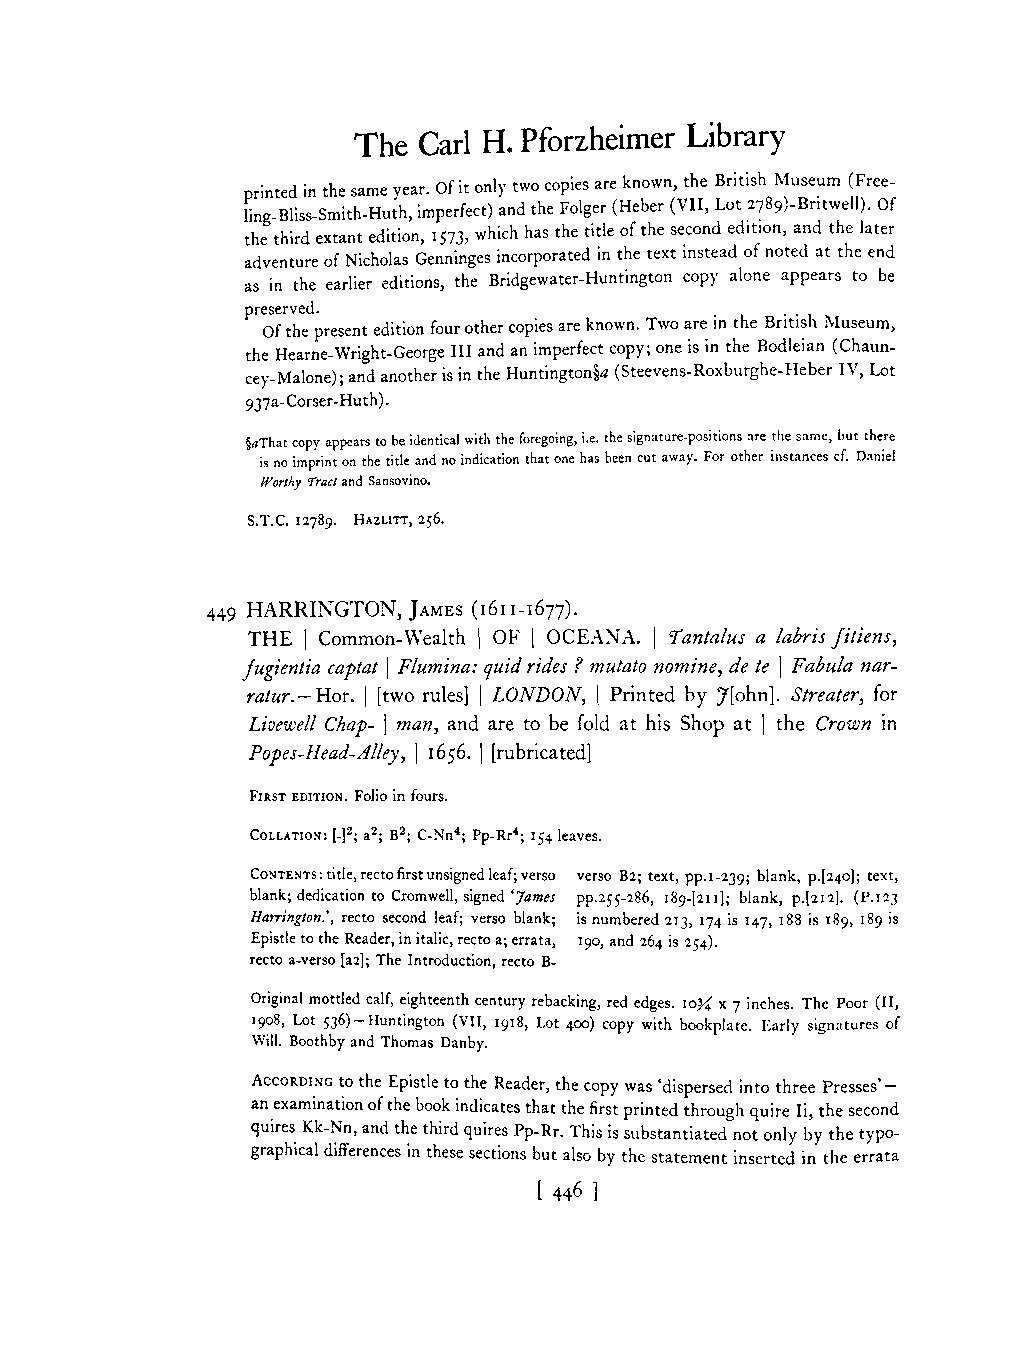 The Carl H. Pforzheimer Library
printed in the same year. Of it only two copies are known, the British Museum (Free-
ling-Bliss-Smith-Huth, imperfect) and the Folger (Heber (VII, Lot 2789)-Britwell). Of
the third extant edition, 1573, which has the title of the second edition, and the later
adventure of Nicholas Genninges incorporated in the text instead of noted at the end
as in the earlier editions, the Bridgewater-Huntington copy alone appears to be
preserved.
Of the present edition four other copies are known. Two are in the British Museum,
the Hearne-Wright-George III and an imperfect copy; one is in the Bodleian (Chaun-
cey-Malone); and another is in the Huntington§a (Steevens-Roxburghe-Heber IV, Lot
937a-Corser-Huth).
§aThat copy appears to be identical with the foregoing, i.e. the signature-positions are the same, but there
is no imprint on the title and no indication that one has been cut away. For other instances cf. Daniel
Worthy Tract and Sansovino.
S.T.C. 12789. HAZLITT, 256.
449 HARRINGTON, JAMES (1611-1677).
THE | Common-Wealth | OF | OCEANA. | Tantalus a labris ſitiens,
fugientia captat | Flumina: quid rides ? mutato nomine, de te | Fabula nar-
ratur.—Hor. | [two rules] | LONDON, | Printed by J[ohn]. Streater, for
Livewell Chap- | man, and are to be ſold at his Shop at | the Crown in
Popes-Head-Alley, | 1656. | [rubricated]
FIRST EDITION. Folio in fours.
COLLATION: [-]²; a²; B²; C-Nn⁴; Pp-Rr⁴; 154 leaves.
CONTENTS: title, recto first unsigned leaf; verso
blank; dedication to Cromwell, signed ‘James
Harrington.’, recto second leaf; verso blank;
Epistle to the Reader, in italic, recto a; errata,
recto a-verso [a2]; The Introduction, recto B-
verso B2; text, pp.1-239; blank, p.[240]; text,
pp.255-286, 189-[211]; blank, p.[212]. (P.123
is numbered 213, 174 is 147, 188 is 189, 189 is
190, and 264 is 254).
Original mottled calf, eighteenth century rebacking, red edges. 10¾ x 7 inches. The Poor (II,
1908, Lot 536)—Huntington (VII, 1918, Lot 400) copy with bookplate. Early signatures of
Will. Boothby and Thomas Danby.
ACCORDING to the Epistle to the Reader, the copy was ‘dispersed into three Presses’—
an examination of the book indicates that the first printed through quire Ii, the second
quires Kk-Nn, and the third quires Pp-Rr. This is substantiated not only by the typo-
graphical differences in these sections but also by the statement inserted in the errata
[ 446 ]